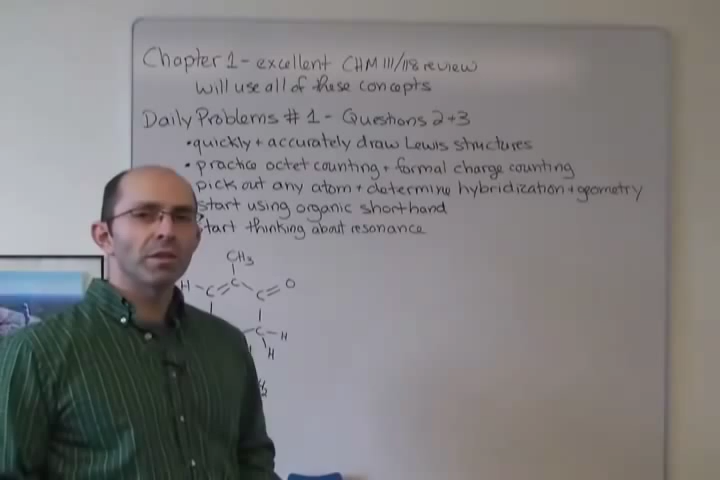 Chapter 1 - excellent CHM 111/118 review
will use all of these concepts
Daily Problems # 1 - Questions 2+3
• quickly + accurately draw Lewis structures
• practice octet counting + formal charge counting
pick out any atom + determine hybridization + geometry
start using organic shorthand
start thinking about resonance
CH3
H C C C O
C H
H